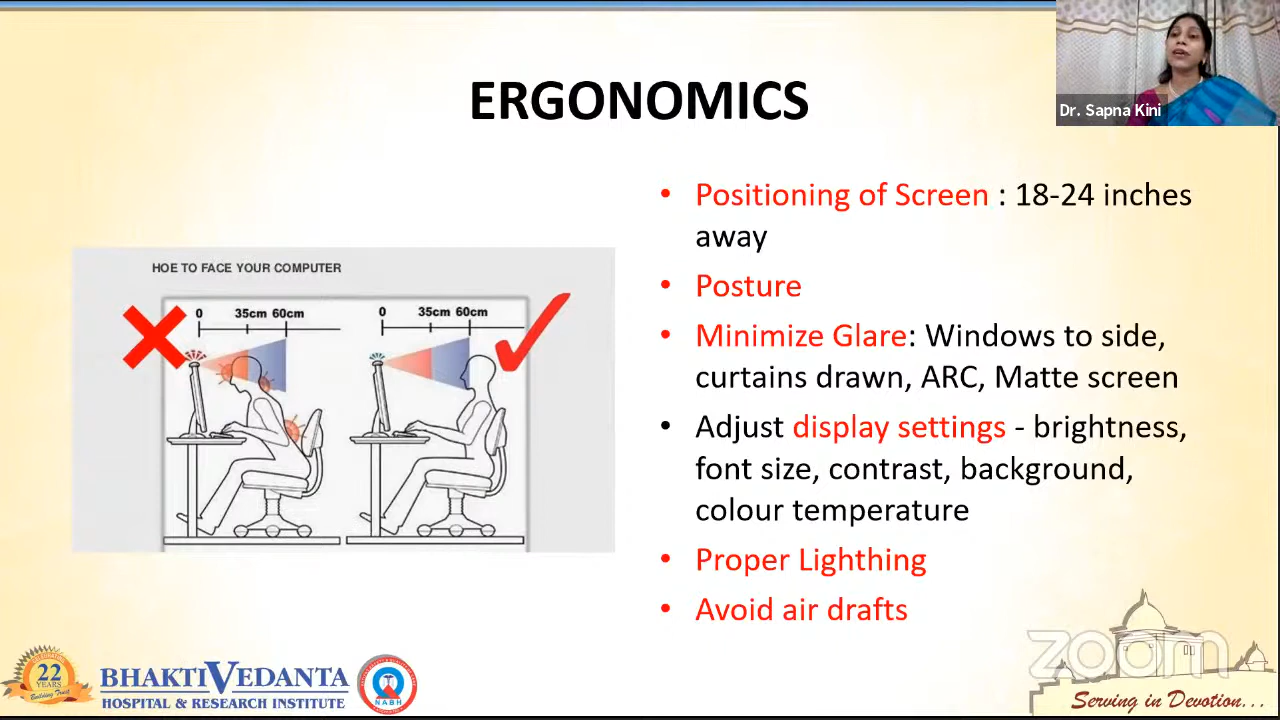 Dr. Sapna Kini
ERGONOMICS
HOE TO FACE YOUR COMPUTER
0 35cm 60cm
0 35cm 60cm
• Positioning of Screen : 18-24 inches
away
• Posture
• Minimize Glare: Windows to side,
curtains drawn, ARC, Matte screen
• Adjust display settings - brightness,
font size, contrast, background,
colour temperature
• Proper Lighthing
• Avoid air drafts
22
YEARS
Building Trust
BHAKTIVEDANTA
HOSPITAL & RESEARCH INSTITUTE
NABH
zoom
Serving in Devotion...